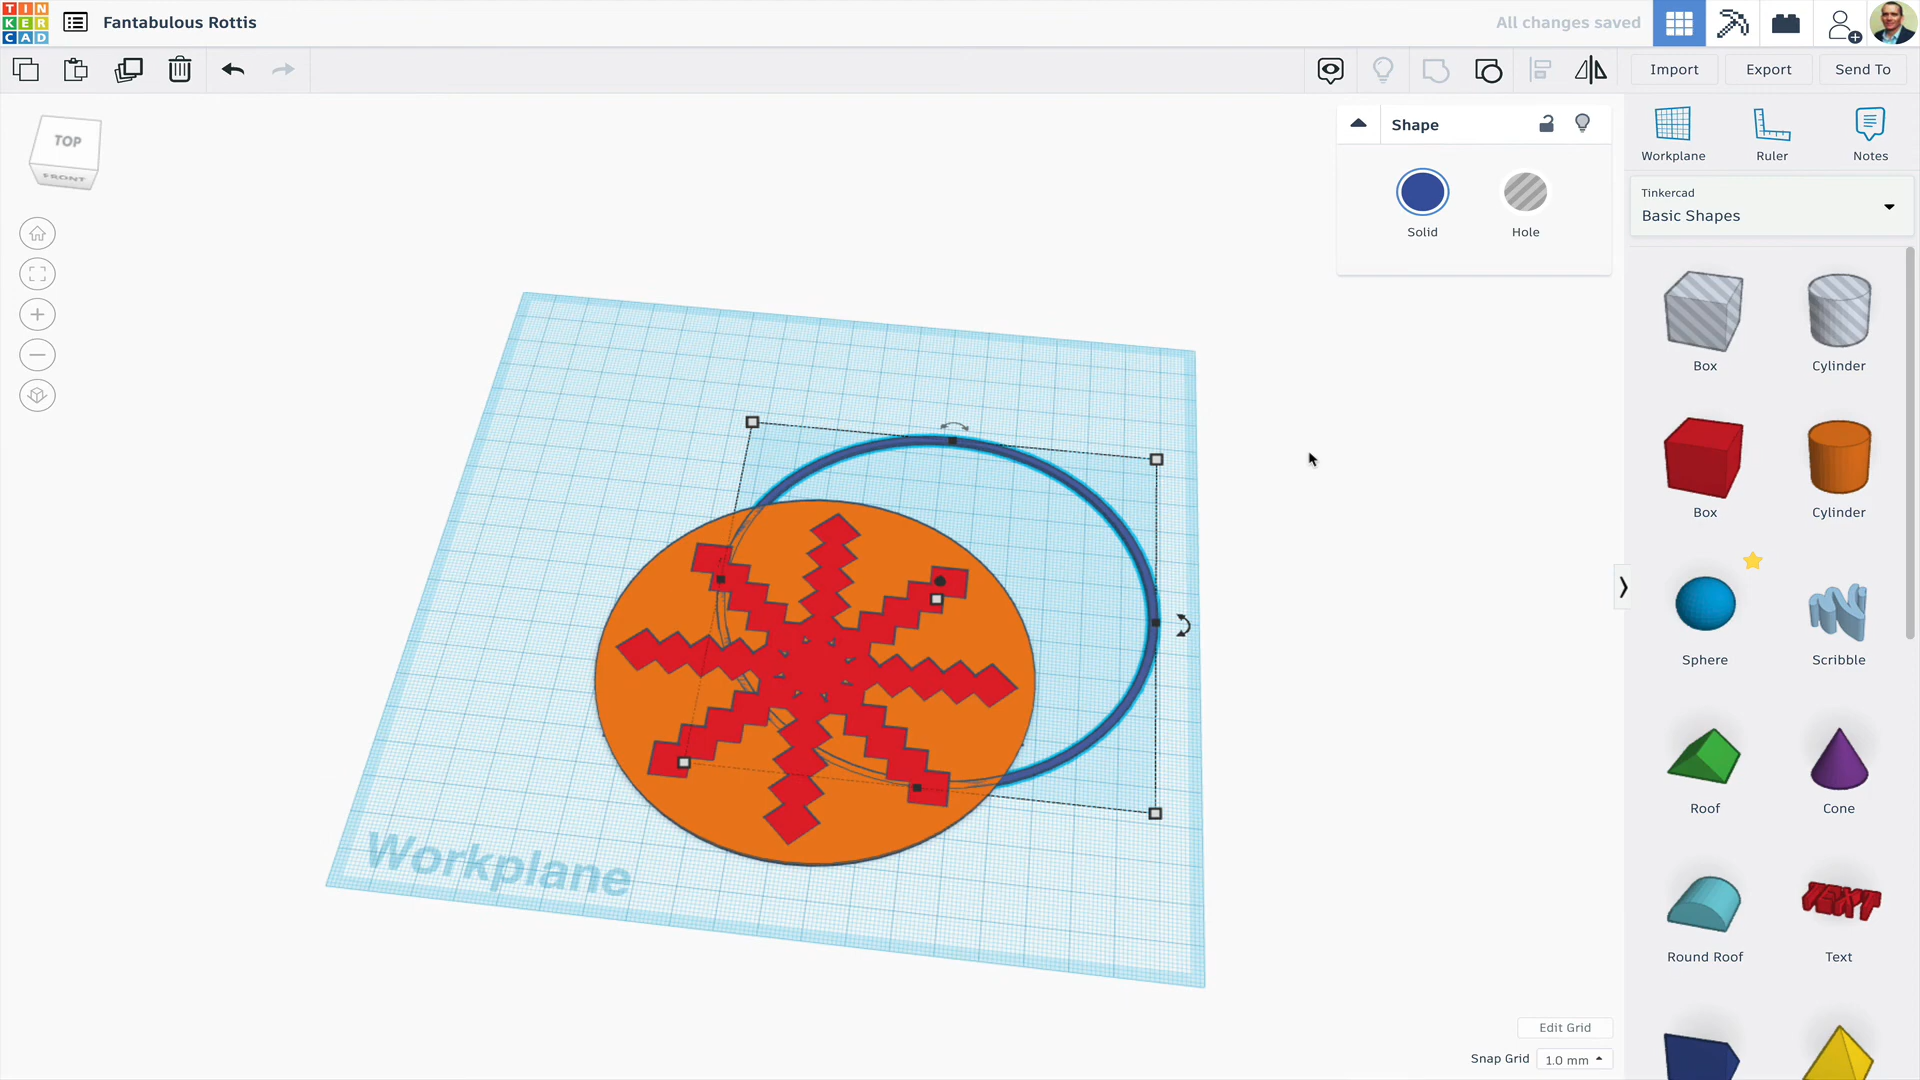 TIN
KER
CAD
Fantabulous Rottis
All changes saved
Import
Export
Send To
TOP
FRONT
Shape
Solid
Hole
Workplane
Ruler
Notes
Tinkercad
Basic Shapes
Box
Cylinder
Box
Cylinder
Sphere
Scribble
Roof
Cone
Round Roof
TEXT
Text
Workplane
Edit Grid
Snap Grid
1.0 mm